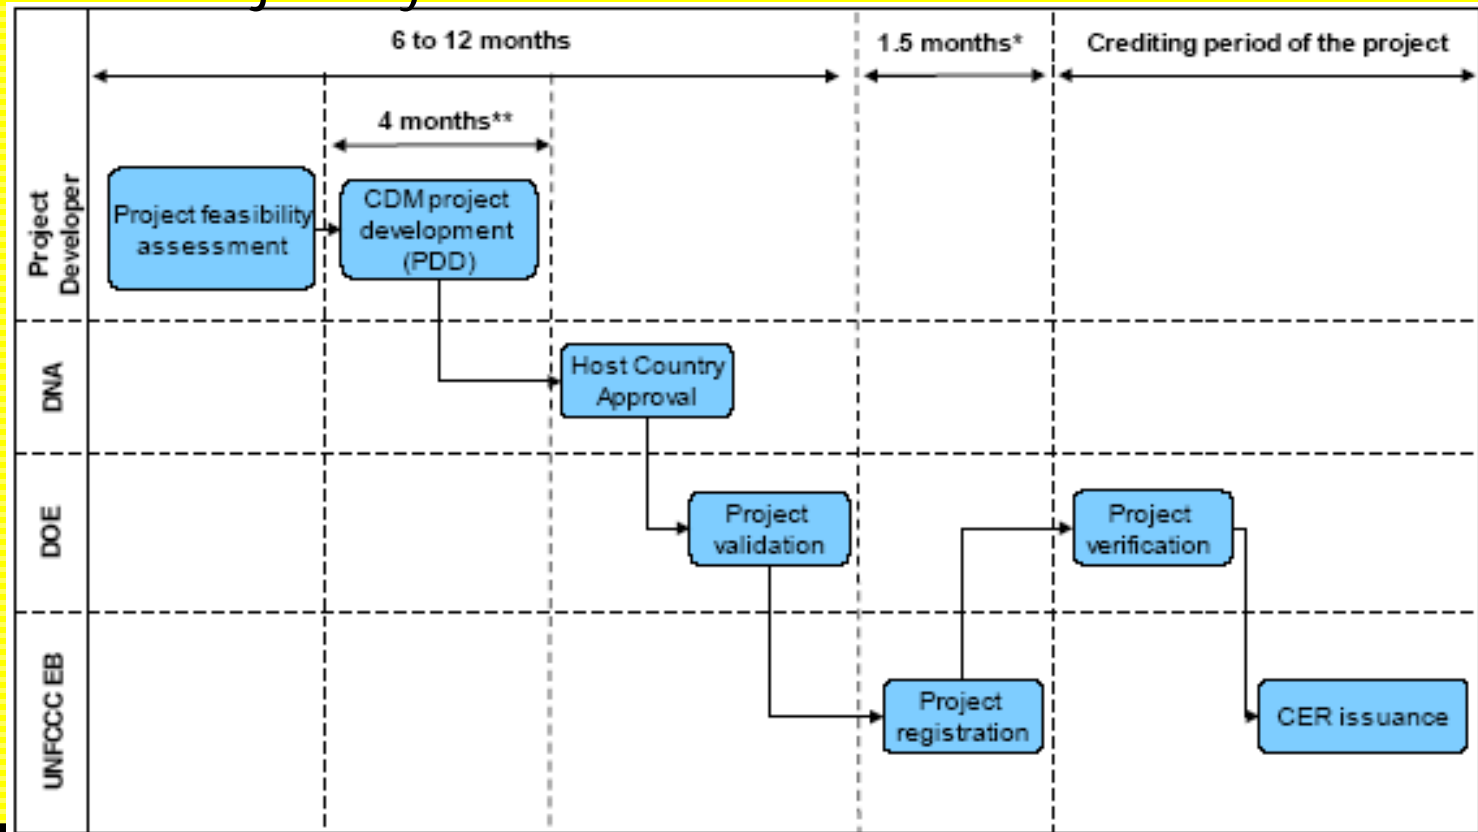 6 to 12 months
1.5 months*
Crediting period of the project
4 months**
Project
Developer
Project feasibility
assessment
CDM project
development
(PDD)
DNA
Host Country
Approval
DOE
Project
validation
Project
verification
UNFCCC EB
Project
registration
CER issuance